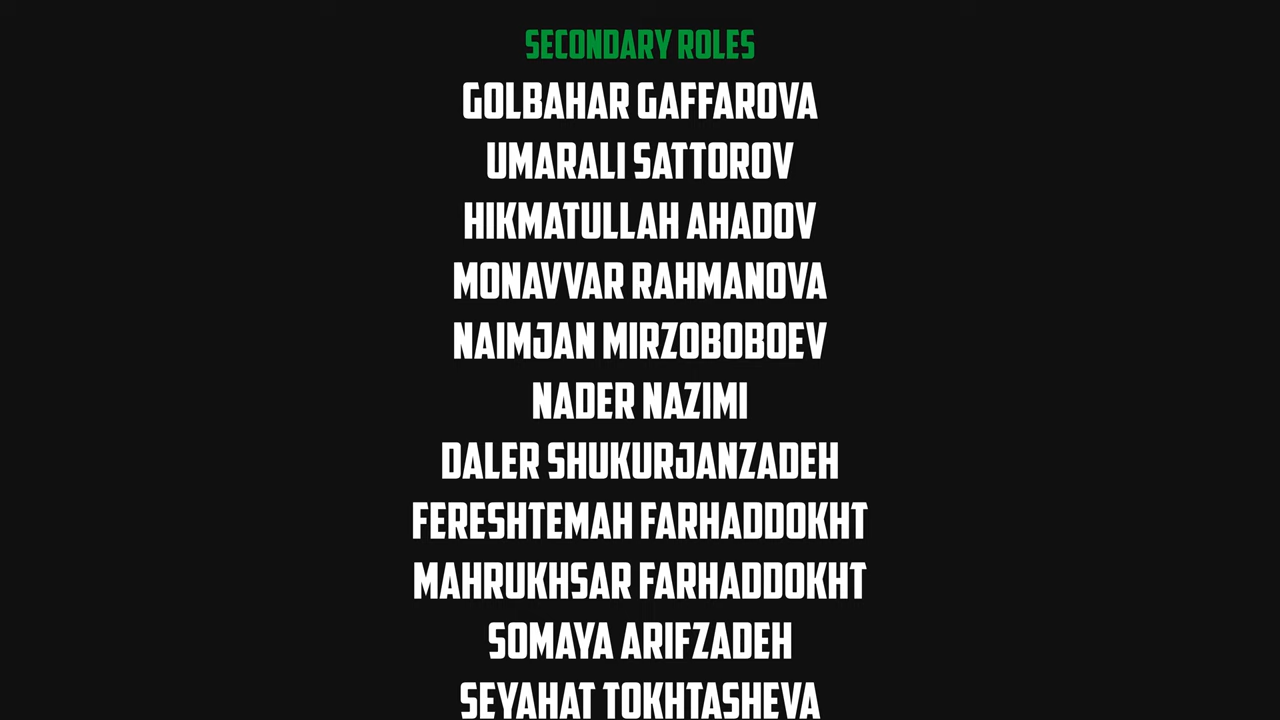 SECONDARY ROLES
GOLBAHAR GAFFAROVA
UMARALI SATTOROV
HIKMATULLAH AHADOV
MONAVVAR RAHMANOVA
NAIMJAN MIRZOBOBOEV
NADER NAZIMI
DALER SHUKURJANZADEH
FERESHTEMAH FARHADDOKHT
MAHRUKHSAR FARHADDOKHT
SOMAYA ARIFZADEH
SEYAHAT TOKHTASHEVA